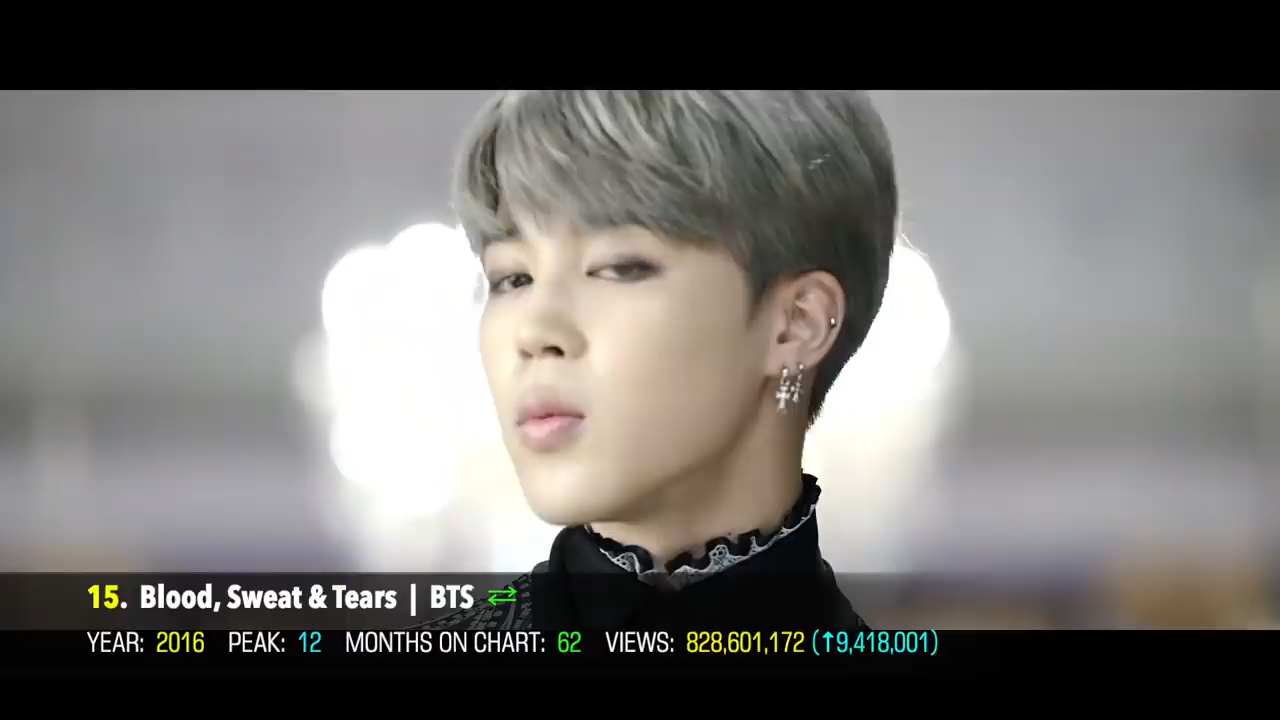 15. Blood, Sweat & Tears | BTS ⇄
YEAR: 2016 PEAK: 12 MONTHS ON CHART: 62 VIEWS: 828,601,172 (↑9,418,001)